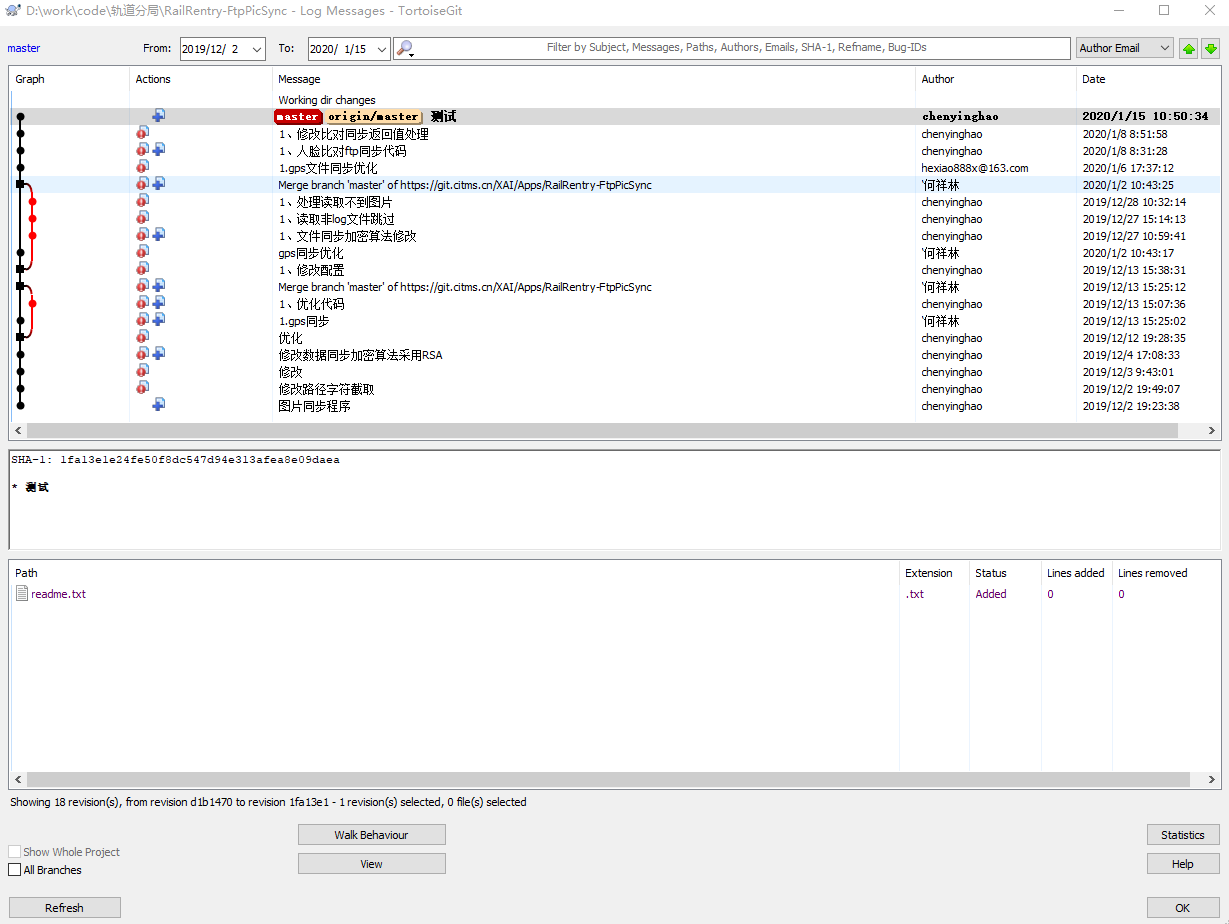 D:\work\code\轨道分局\RailRentry-FtpPicSync - Log Messages - TortoiseGit
master From: 2019/12/ 2 To: 2020/ 1/15 Filter by Subject, Messages, Paths, Authors, Emails, SHA-1, Refname, Bug-IDs Author Email
Graph Actions Message Author Date
Working dir changes
master origin/master 测试 chenyinghao 2020/1/15 10:50:34
1、修改比对同步返回值处理 chenyinghao 2020/1/8 8:51:58
1、人脸比对ftp同步代码 chenyinghao 2020/1/8 8:31:28
1.gps文件同步优化 hexiao888x@163.com 2020/1/6 17:37:12
Merge branch 'master' of https://git.citms.cn/XAI/Apps/RailRentry-FtpPicSync '何祥林 2020/1/2 10:43:25
1、处理读取不到图片 chenyinghao 2019/12/28 10:32:14
1、读取非log文件跳过 chenyinghao 2019/12/27 15:14:13
1、文件同步加密算法修改 chenyinghao 2019/12/27 10:59:41
gps同步优化 '何祥林 2020/1/2 10:43:17
1、修改配置 chenyinghao 2019/12/13 15:38:31
Merge branch 'master' of https://git.citms.cn/XAI/Apps/RailRentry-FtpPicSync '何祥林 2019/12/13 15:25:12
1、优化代码 chenyinghao 2019/12/13 15:07:36
1.gps同步 '何祥林 2019/12/13 15:25:02
优化 chenyinghao 2019/12/12 19:28:35
修改数据同步加密算法采用RSA chenyinghao 2019/12/4 17:08:33
修改 chenyinghao 2019/12/3 9:43:01
修改路径字符截取 chenyinghao 2019/12/2 19:49:07
图片同步程序 chenyinghao 2019/12/2 19:23:38
SHA-1: 1fa13e1e24fe50f8dc547d94e313afea8e09daea
* 测试
Path Extension Status Lines added Lines removed
readme.txt .txt Added 0 0
Showing 18 revision(s), from revision d1b1470 to revision 1fa13e1 - 1 revision(s) selected, 0 file(s) selected
Walk Behaviour Statistics
Show Whole Project
View Help
All Branches
Refresh OK